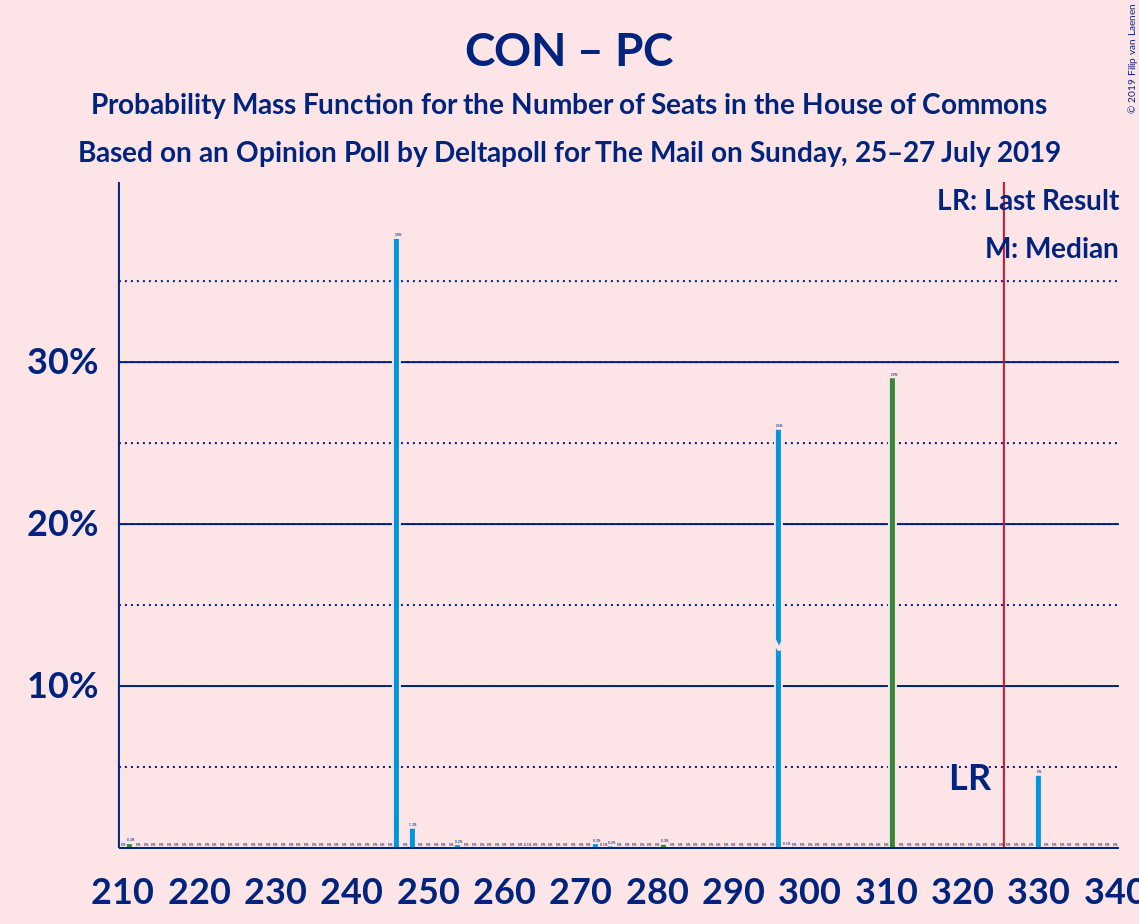 CON – PC
Probability Mass Function for the Number of Seats in the House of Commons
Based on an Opinion Poll by Deltapoll for The Mail on Sunday, 25–27 July 2019
© 2019 Filip van Laenen
LR: Last Result
M: Median
30%
20%
10%
LR
210 220 230 240 250 260 270 280 290 300 310 320 330 340